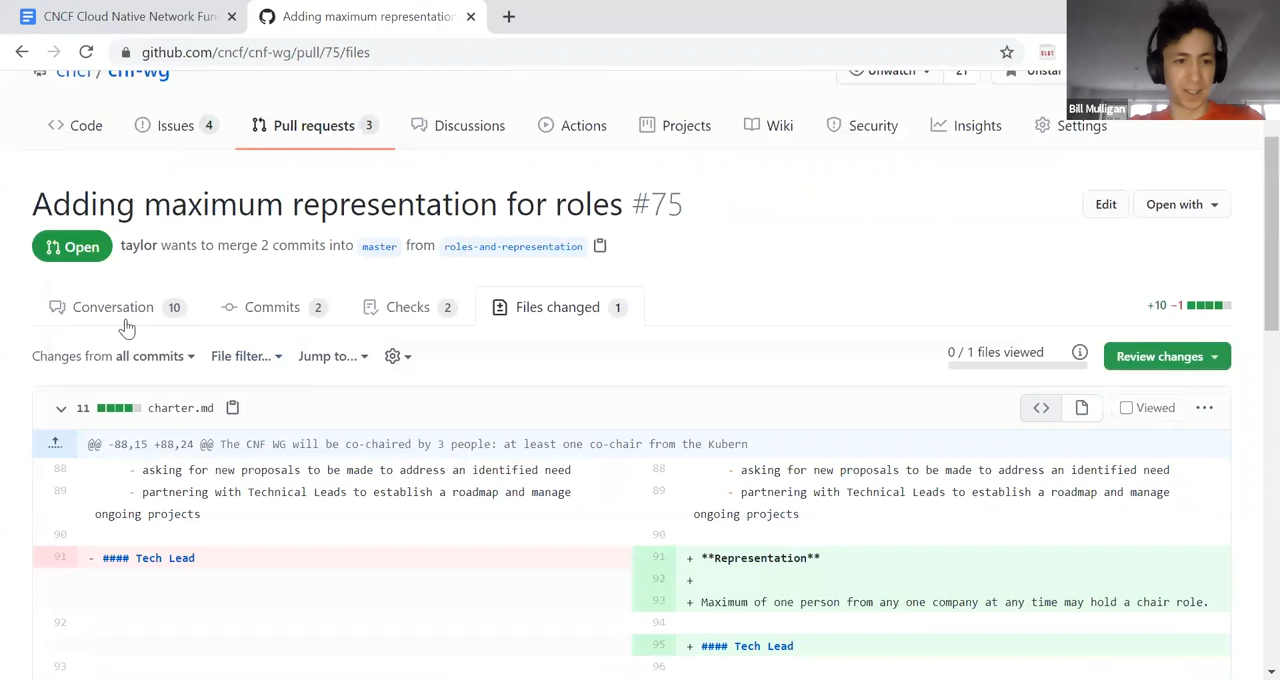 CNCF Cloud Native Network Fun
Adding maximum representation
github.com/cncf/cnf-wg/pull/75/files
Bill Mulligan
cncf / cnf-wg
Unwatch
21
Unstar
Code
Issues 4
Pull requests 3
Discussions
Actions
Projects
Wiki
Security
Insights
Settings
Adding maximum representation for roles #75
Edit
Open with
Open
taylor wants to merge 2 commits into master from roles-and-representation
Conversation 10
Commits 2
Checks 2
Files changed 1
+10 −1
Changes from all commits
File filter...
Jump to...
0 / 1 files viewed
Review changes
11 charter.md
Viewed
@@ -88,15 +88,24 @@ The CNF WG will be co-chaired by 3 people: at least one co-chair from the Kubern
88 - asking for new proposals to be made to address an identified need
89 - partnering with Technical Leads to establish a roadmap and manage
ongoing projects
90
91 - #### Tech Lead
92
93
88 - asking for new proposals to be made to address an identified need
89 - partnering with Technical Leads to establish a roadmap and manage
ongoing projects
90
91 + **Representation**
92 +
93 + Maximum of one person from any one company at any time may hold a chair role.
94
95 + #### Tech Lead
96